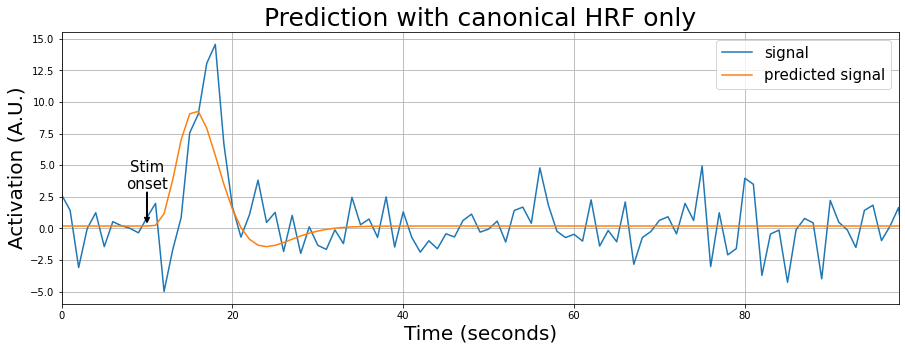 Prediction with canonical HRF only
signal
predicted signal
Stim
onset
15.0
12.5
10.0
7.5
5.0
2.5
0.0
−2.5
−5.0
Activation (A.U.)
0 20 40 60 80
Time (seconds)